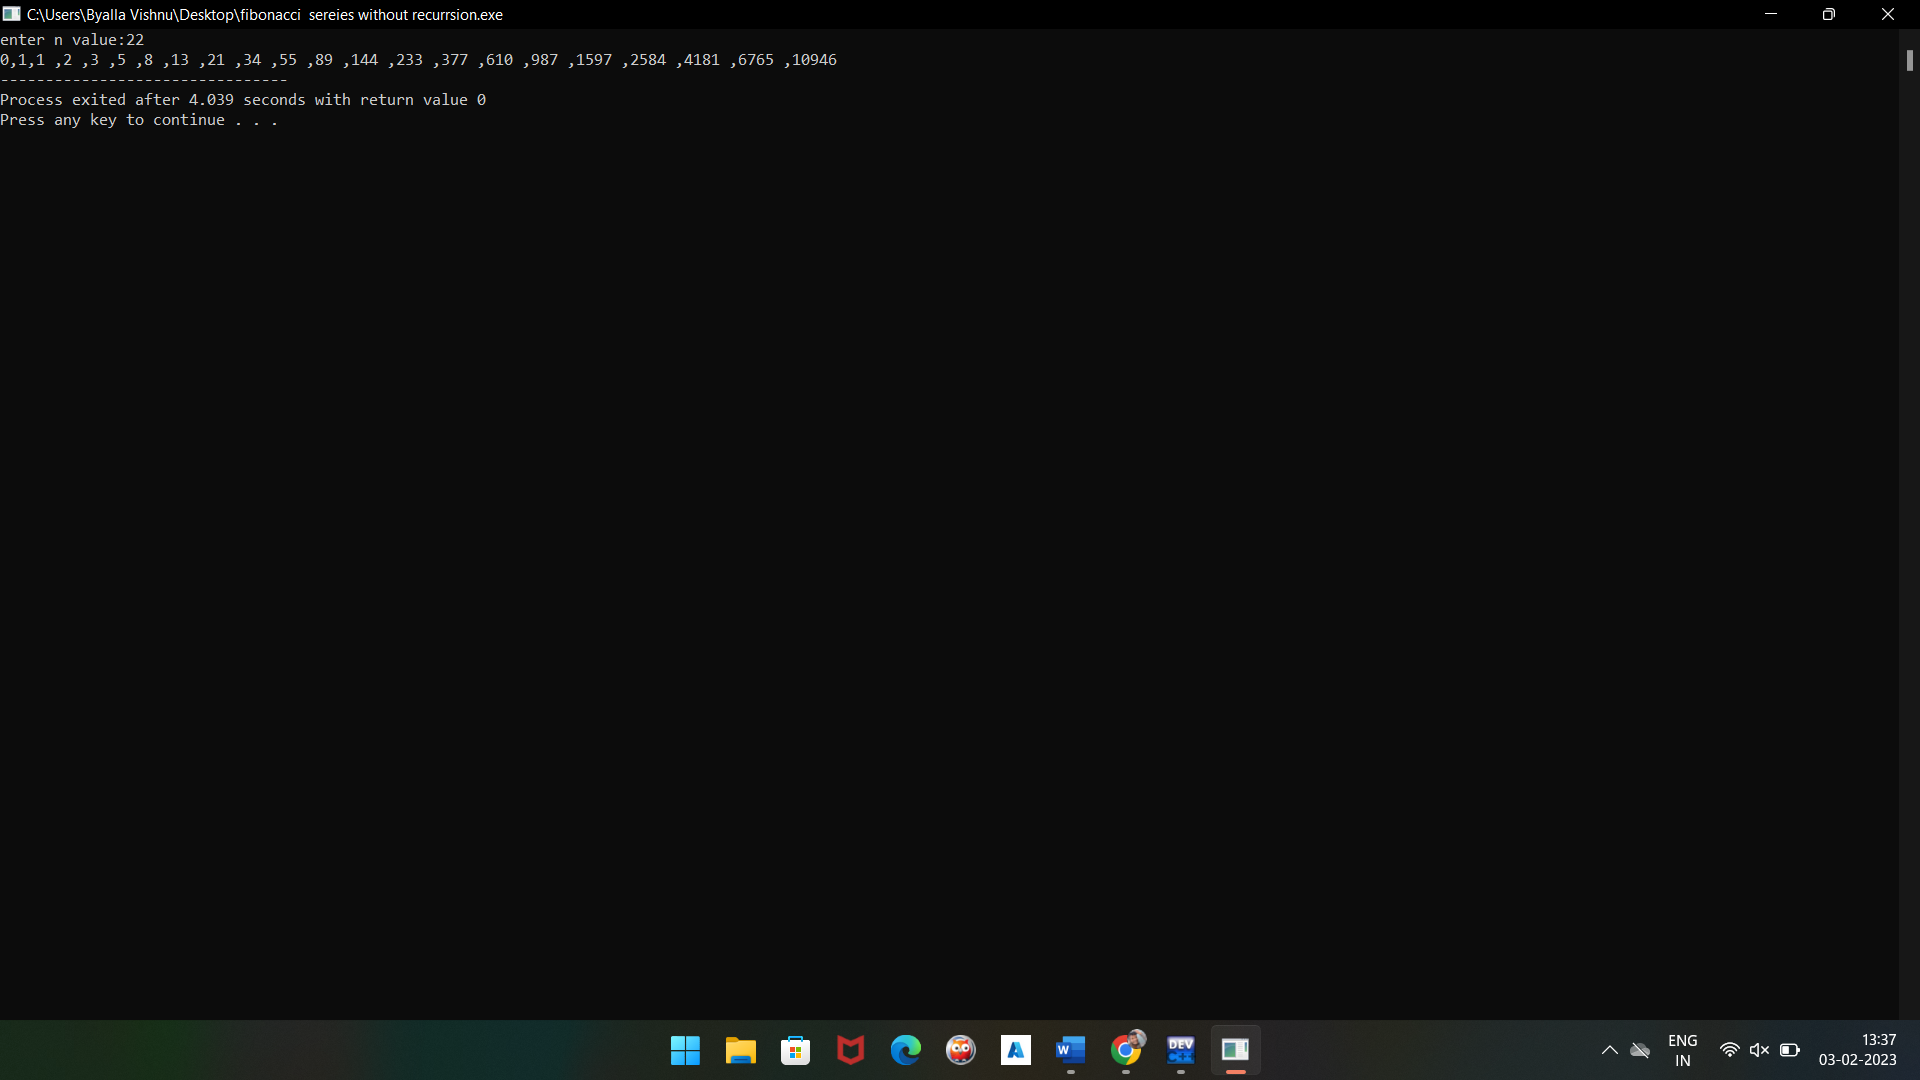 C:\Users\Byalla Vishnu\Desktop\fibonacci  sereies without recurrsion.exe
enter n value:22
0,1,1 ,2 ,3 ,5 ,8 ,13 ,21 ,34 ,55 ,89 ,144 ,233 ,377 ,610 ,987 ,1597 ,2584 ,4181 ,6765 ,10946
--------------------------------
Process exited after 4.039 seconds with return value 0
Press any key to continue . . .
W
DEV
C++
ENG
IN
13:37
03-02-2023